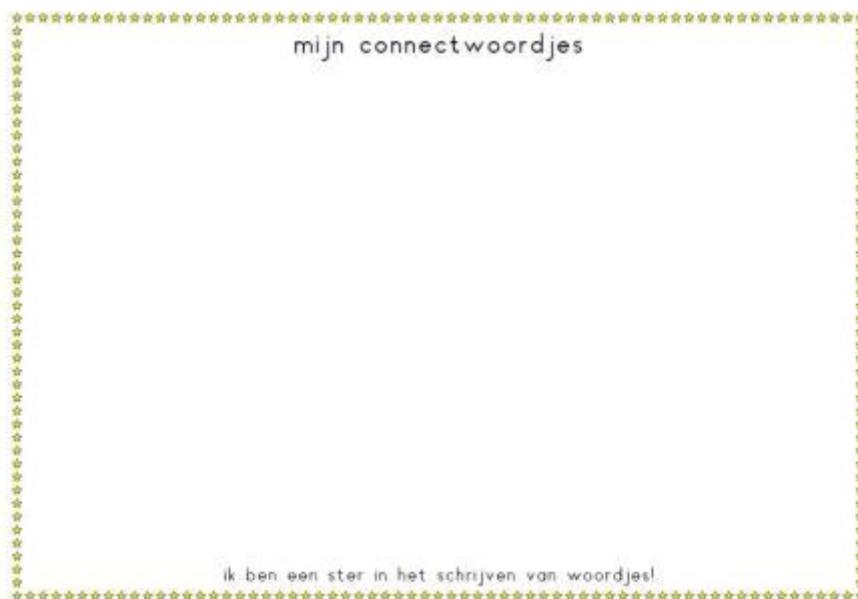 mijn connectwoordjes
ik ben een ster in het schrijven van woordjes!